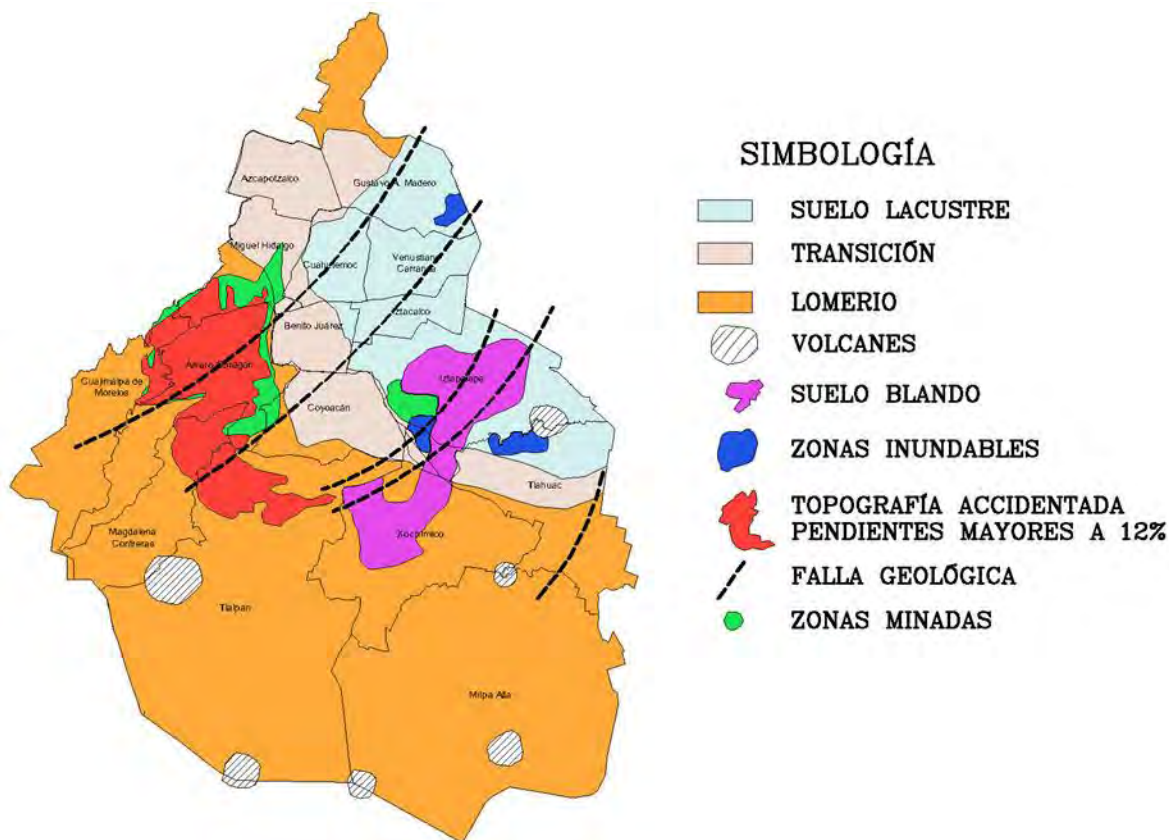 Azcapotzalco
Gustavo A. Madero
Miguel Hidalgo
Cuauhtemoc
Venustiano
Carranza
Iztacalco
Benito Juárez
Iztapalapa
Alvaro Obregón
Cuajimalpa de
Morelos
Coyoacán
Tlahuac
Magdalena
Contreras
Xochimilco
Tlalpan
Milpa Alta
SIMBOLOGÍA
SUELO LACUSTRE
TRANSICIÓN
LOMERIO
VOLCANES
SUELO BLANDO
ZONAS INUNDABLES
TOPOGRAFÍA ACCIDENTADA
PENDIENTES MAYORES A 12%
FALLA GEOLÓGICA
ZONAS MINADAS